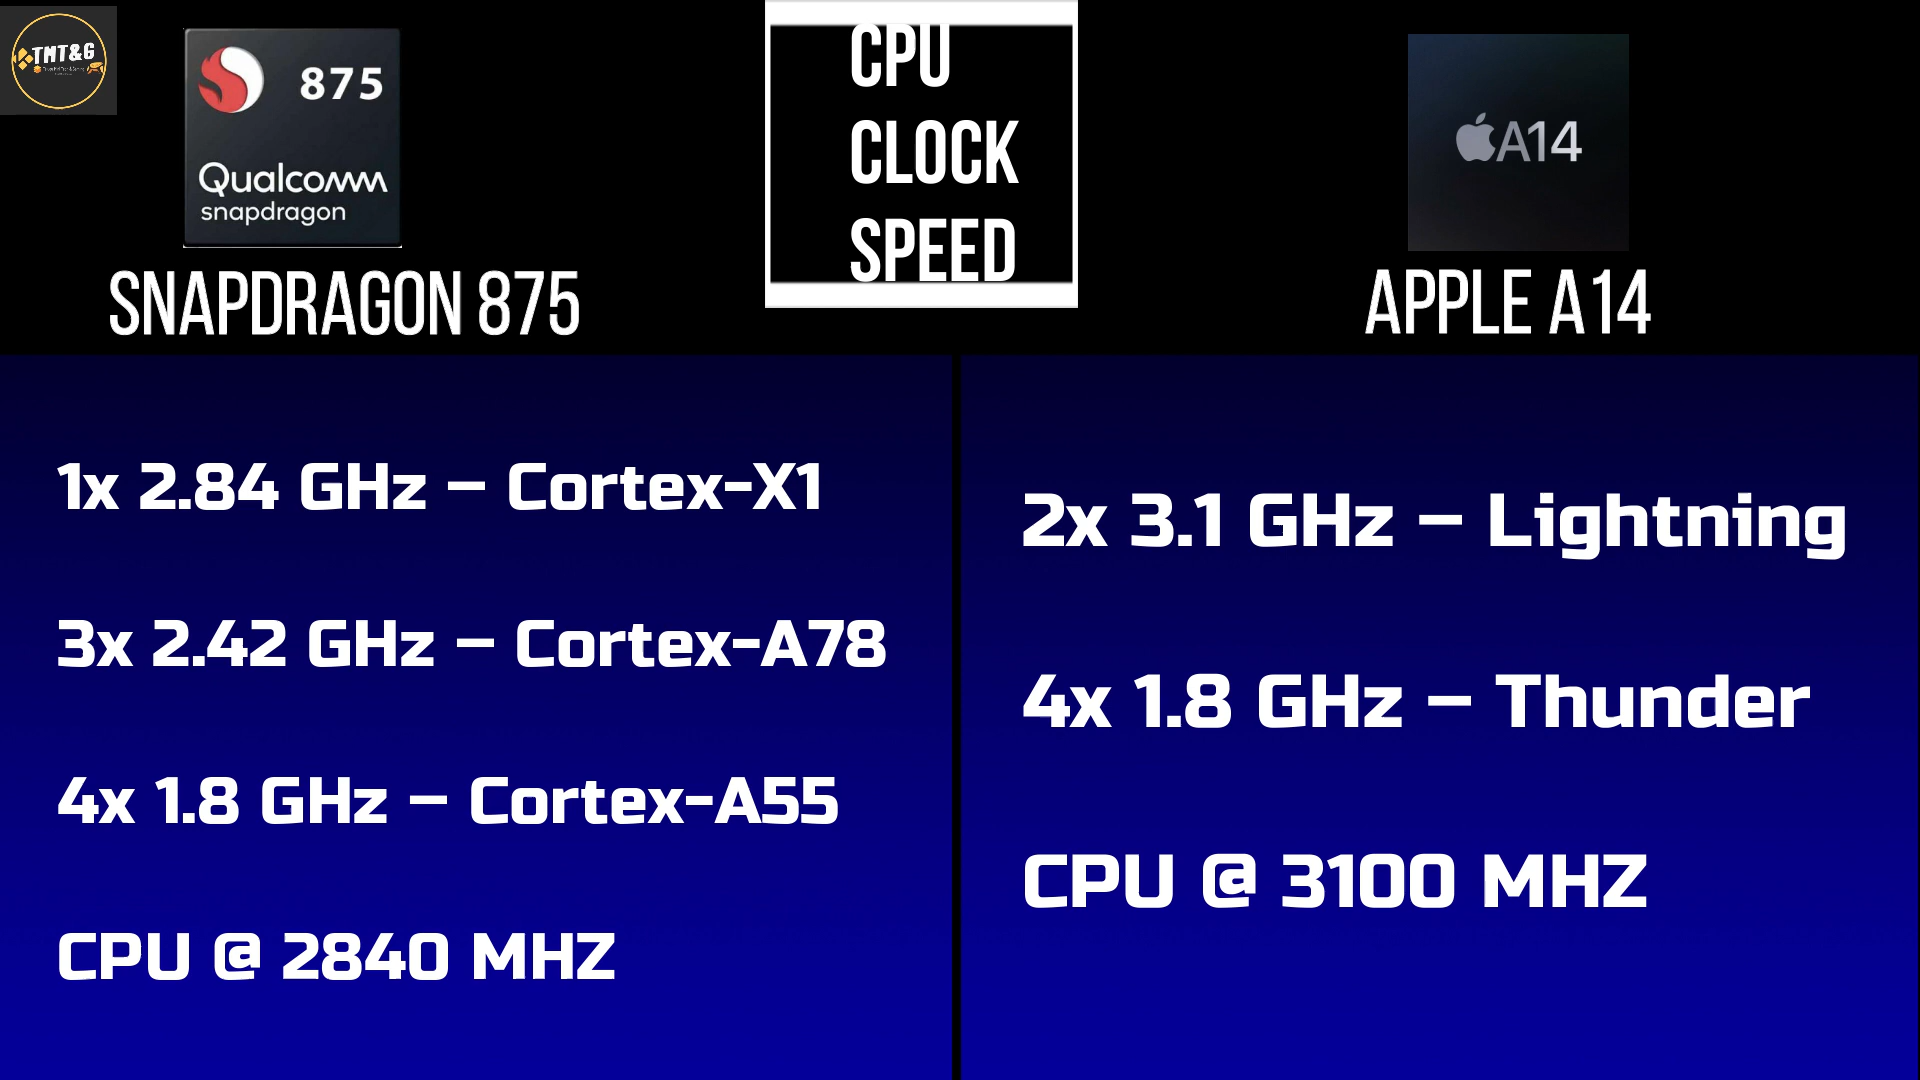 TMT&G
875
Qualcomm
snapdragon
SNAPDRAGON 875
CPU
CLOCK
SPEED
A14
APPLE A14
1x 2.84 GHz – Cortex-X1
3x 2.42 GHz – Cortex-A78
4x 1.8 GHz – Cortex-A55
CPU @ 2840 MHZ
2x 3.1 GHz – Lightning
4x 1.8 GHz – Thunder
CPU @ 3100 MHZ